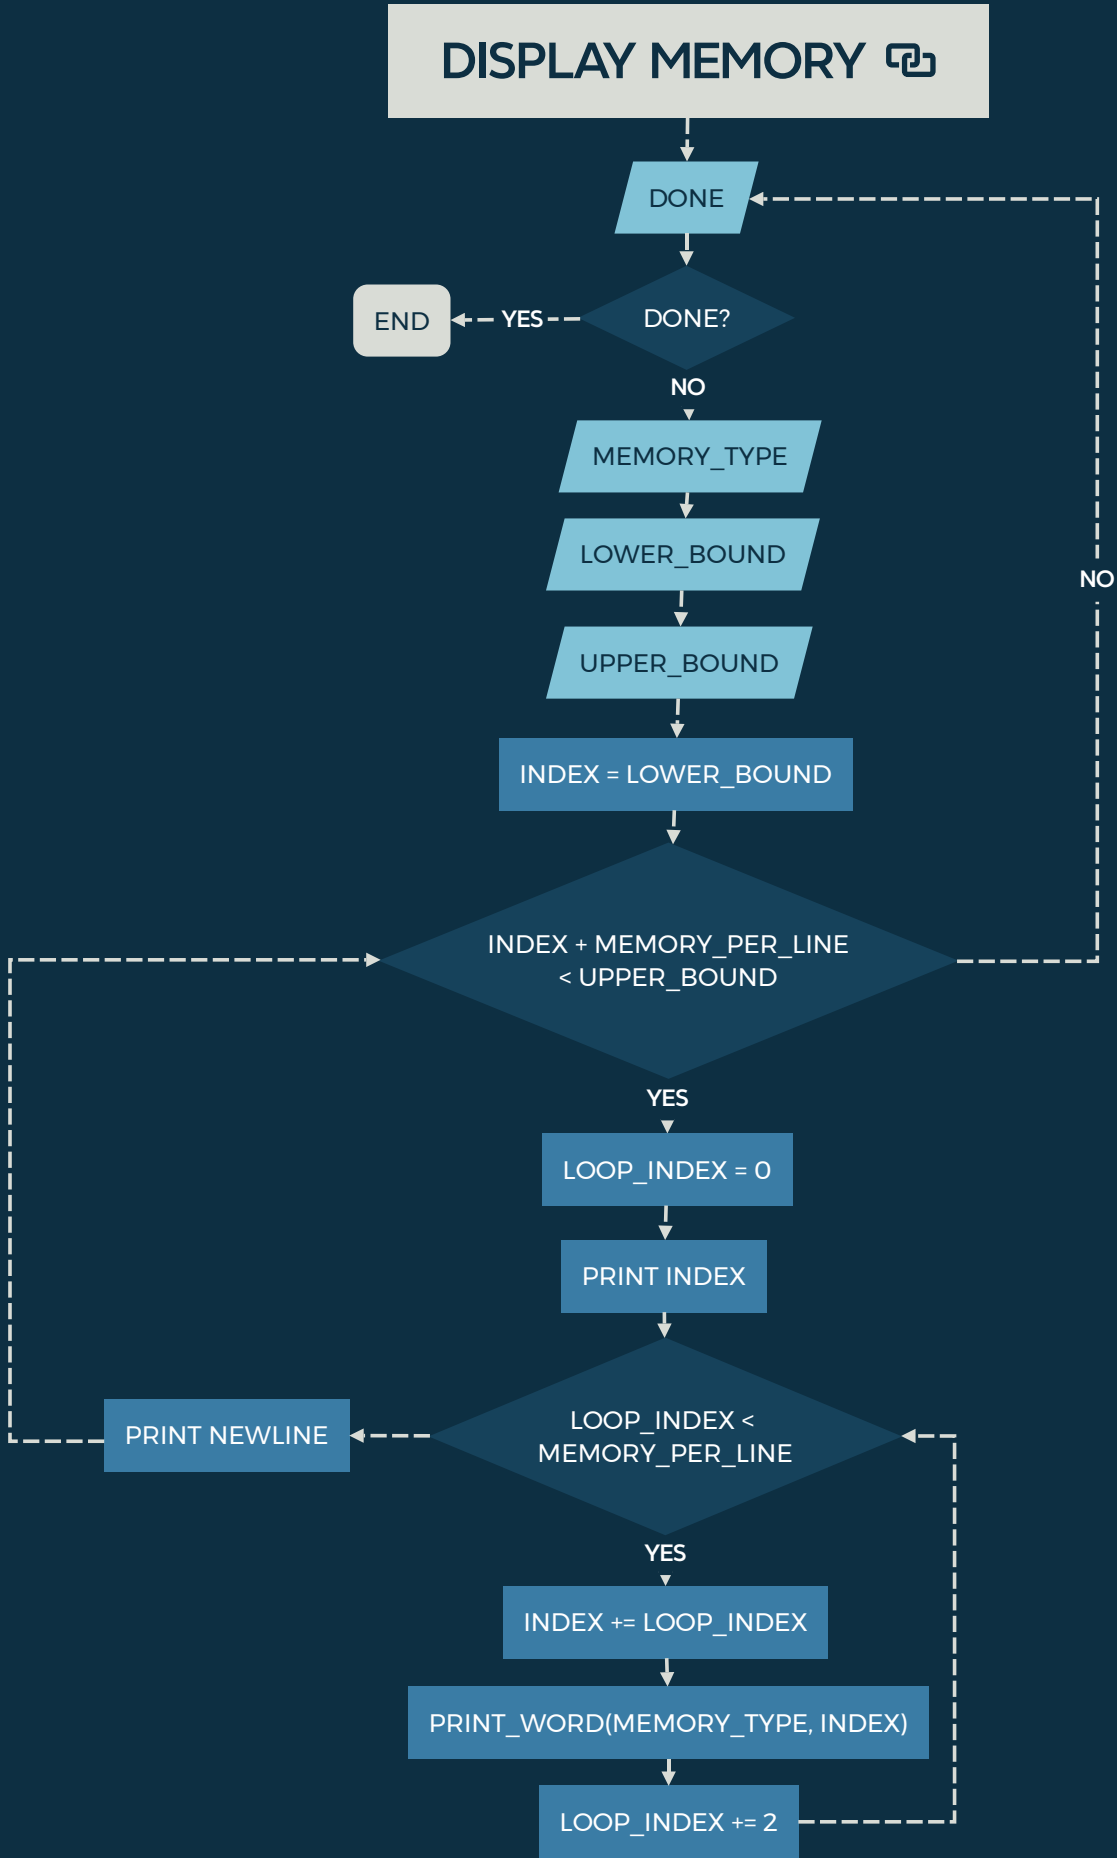 DISPLAY MEMORY
DONE
DONE?
YES
END
NO
MEMORY_TYPE
LOWER_BOUND
NO
UPPER_BOUND
INDEX = LOWER_BOUND
INDEX + MEMORY_PER_LINE
< UPPER_BOUND
YES
LOOP_INDEX = 0
PRINT INDEX
LOOP_INDEX <
MEMORY_PER_LINE
PRINT NEWLINE
YES
INDEX += LOOP_INDEX
PRINT_WORD(MEMORY_TYPE, INDEX)
LOOP_INDEX += 2